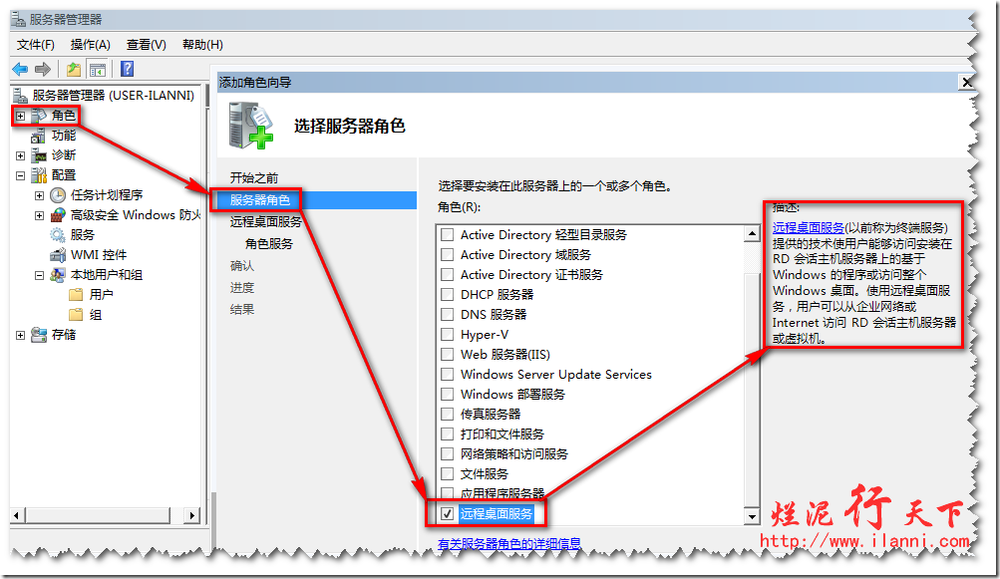 服务器管理器
文件(F) 操作(A) 查看(V) 帮助(H)
服务器管理器 (USER-ILANNI)
角色
功能
诊断
配置
任务计划程序
高级安全 Windows 防火
服务
WMI 控件
本地用户和组
用户
组
存储
添加角色向导
选择服务器角色
开始之前
服务器角色
远程桌面服务
角色服务
确认
进度
结果
选择要安装在此服务器上的一个或多个角色。
角色(R):
Active Directory 轻型目录服务
Active Directory 域服务
Active Directory 证书服务
DHCP 服务器
DNS 服务器
Hyper-V
Web 服务器(IIS)
Windows Server Update Services
Windows 部署服务
传真服务器
打印和文件服务
网络策略和访问服务
文件服务
应用程序服务器
远程桌面服务
有关服务器角色的详细信息
描述:
远程桌面服务(以前称为终端服务)
提供的技术使用户能够访问安装在
RD 会话主机服务器上的基于
Windows 的程序或访问整个
Windows 桌面。使用远程桌面服
务，用户可以从企业网络或
Internet 访问 RD 会话主机服务器
或虚拟机。
烂泥行天下
http://www.ilanni.com